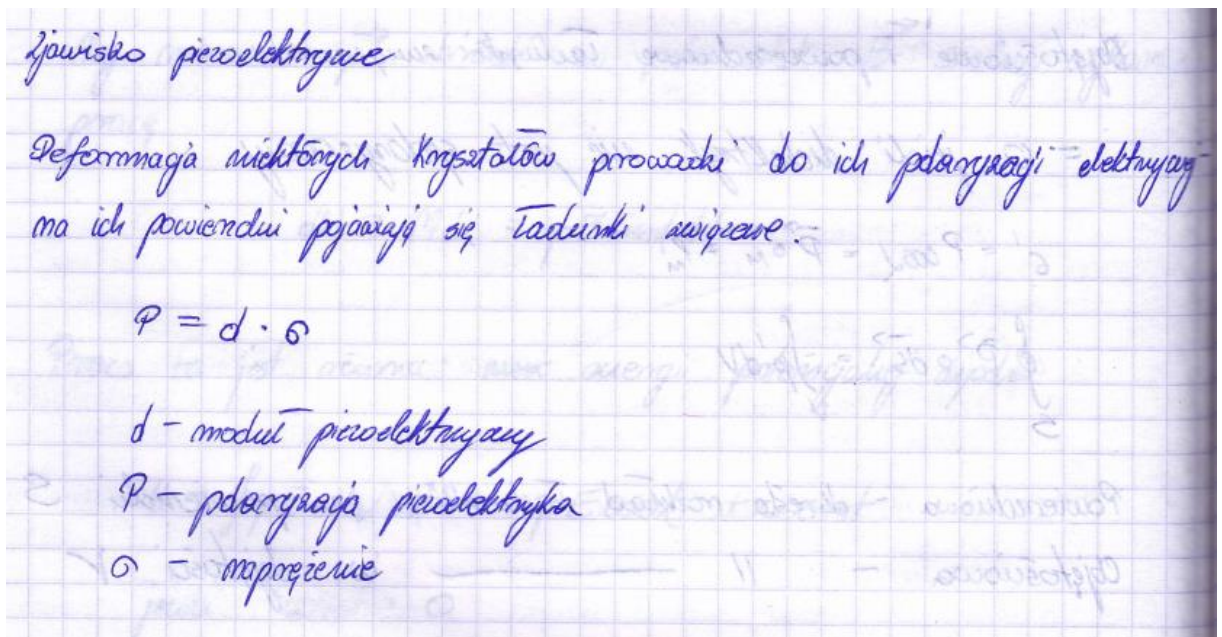 Zjawisko piezoelektryczne
Deformacja niektórych kryształów prowadzi do ich polaryzacji elektrycznej
na ich powierzchni pojawiają się ładunki związane.
P = d · σ
d - moduł piezoelektryczny
P - polaryzacja piezoelektryka
σ - naprężenie